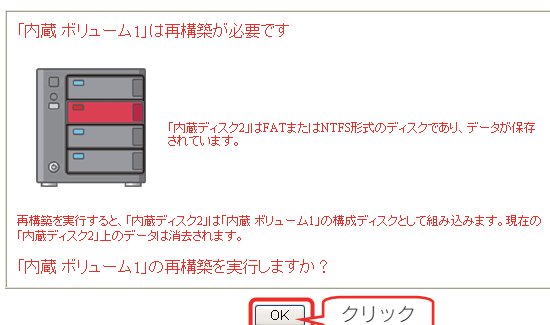 「内蔵 ボリューム1」は再構築が必要です
「内蔵ディスク2」はFATまたはNTFS形式のディスクであり、データが保存
されています。
再構築を実行すると、「内蔵ディスク2」は「内蔵 ボリューム1」の構成ディスクとして組み込みます。現在の
「内蔵ディスク2」上のデータは消去されます。
「内蔵 ボリューム1」の再構築を実行しますか？
OK
クリック